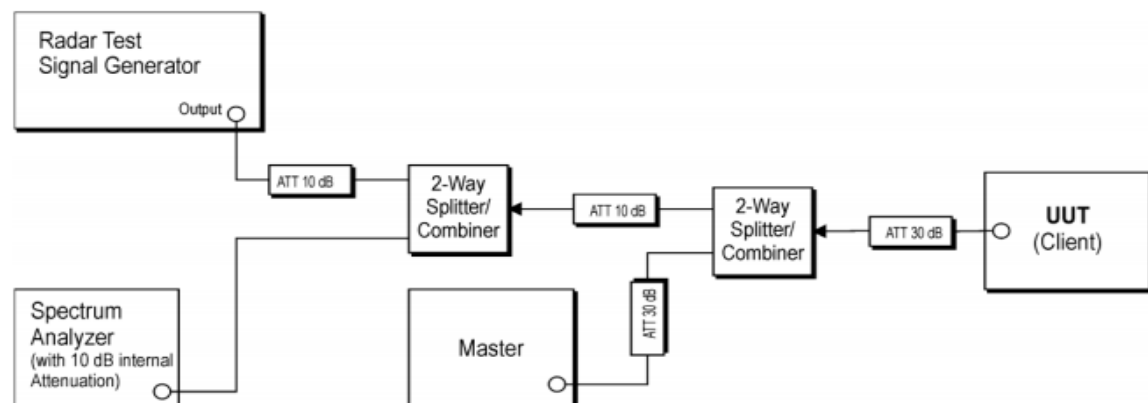 Radar Test
Signal Generator
Output
ATT 10 dB
2-Way
Splitter/
Combiner
ATT 10 dB
2-Way
Splitter/
Combiner
ATT 30 dB
UUT
(Client)
Spectrum
Analyzer
(with 10 dB internal
Attenuation)
Master
ATT 30 dB